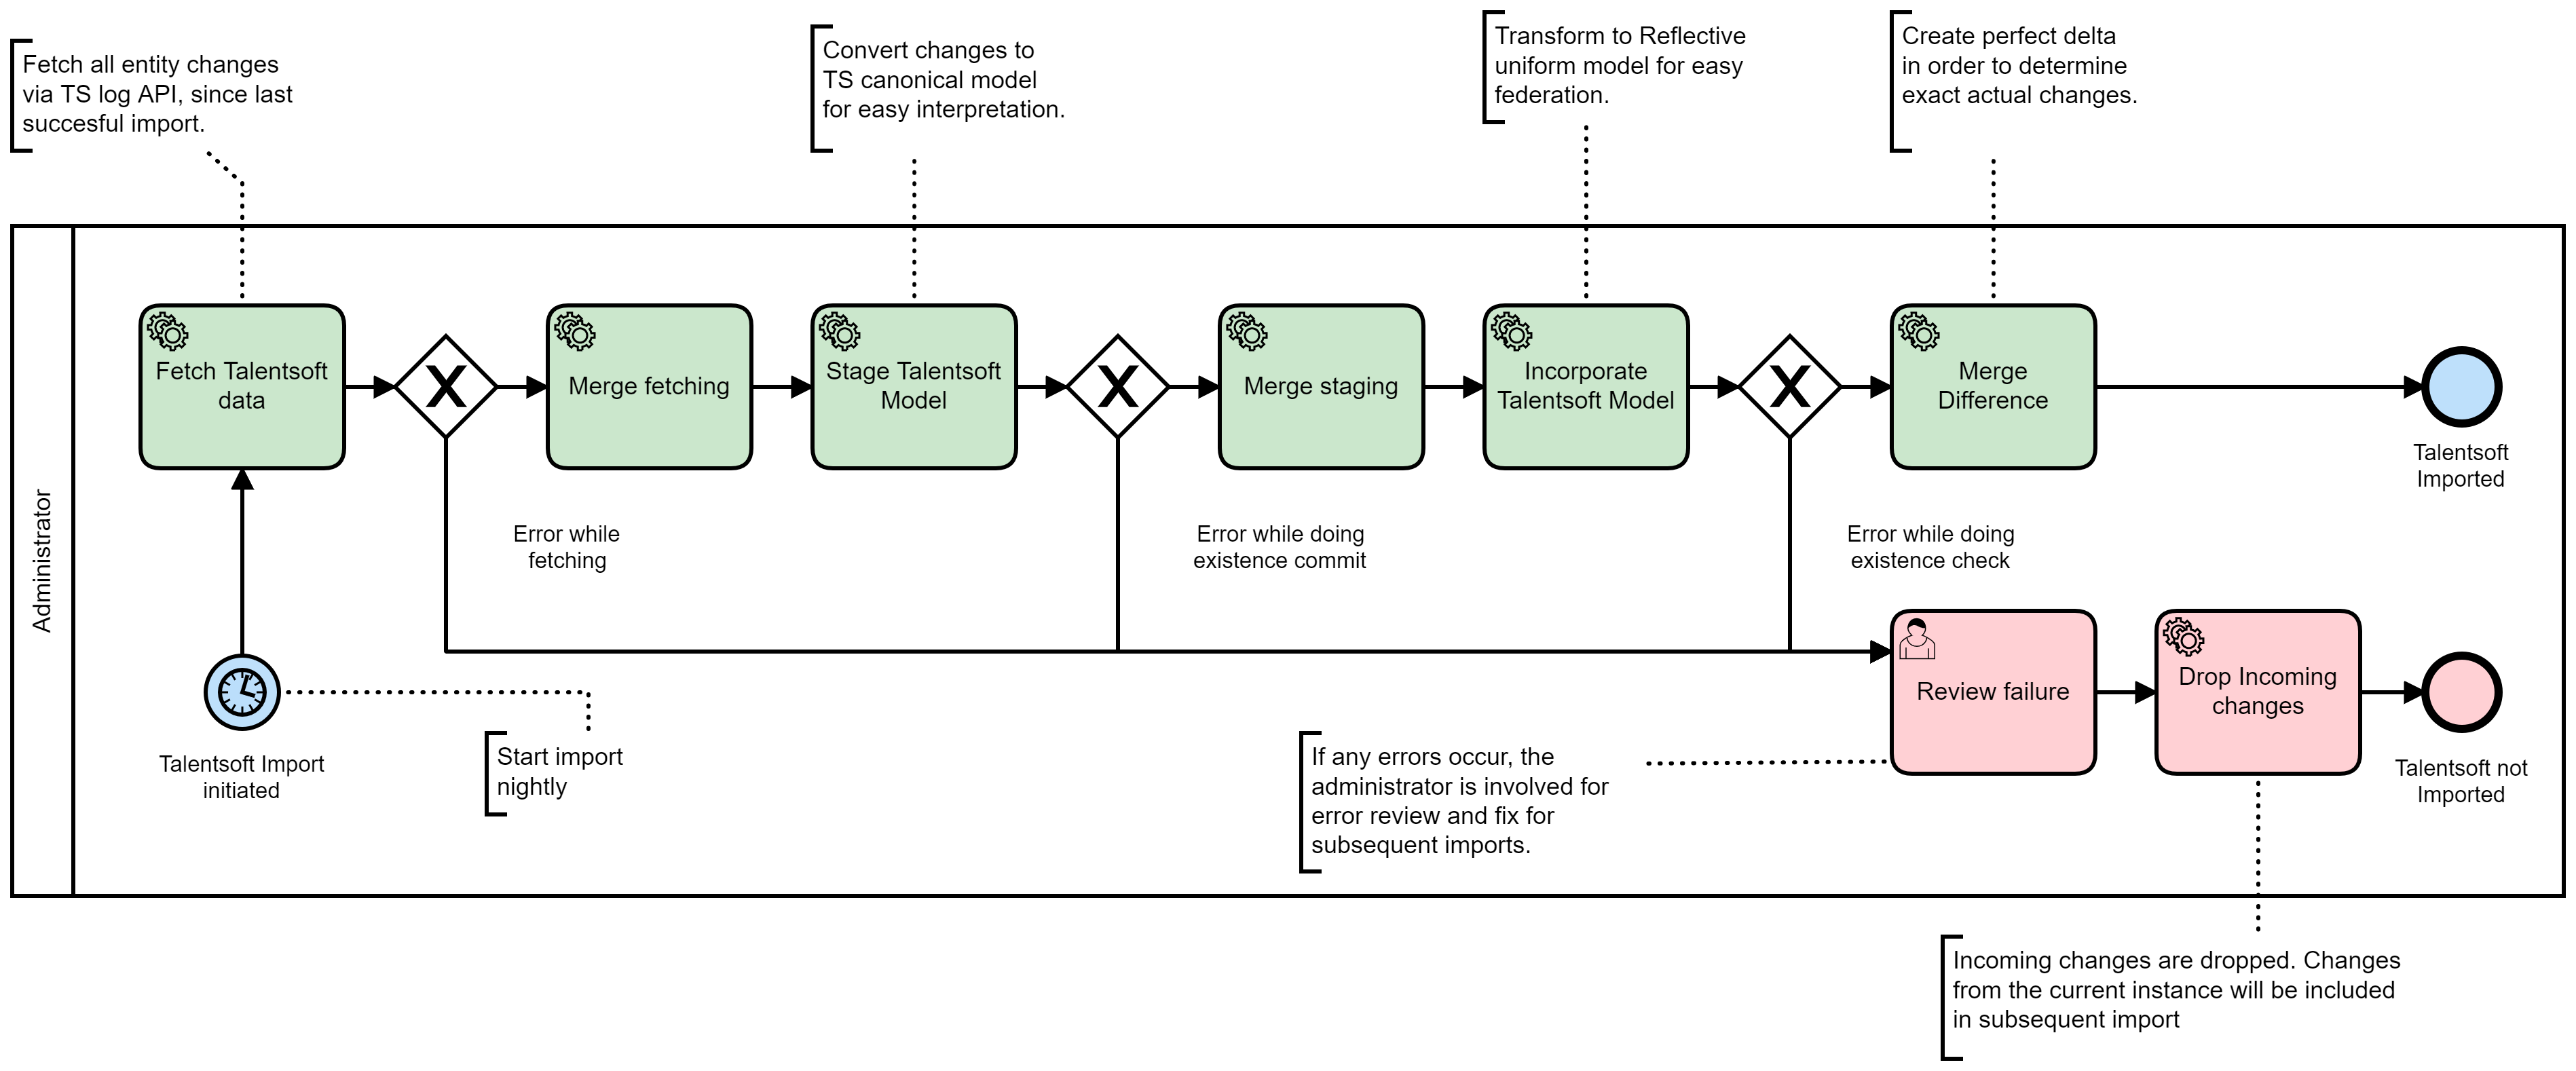 Fetch all entity changes
via TS log API, since last
succesful import.
Convert changes to
TS canonical model
for easy interpretation.
Transform to Reflective
uniform model for easy
federation.
Create perfect delta
in order to determine
exact actual changes.
Administrator
Fetch Talentsoft
data
X
Merge fetching
Stage Talentsoft
Model
X
Merge staging
Incorporate
Talentsoft Model
X
Merge
Difference
Talentsoft
Imported
Error while
fetching
Error while doing
existence commit
Error while doing
existence check
Talentsoft Import
initiated
Start import
nightly
If any errors occur, the
administrator is involved for
error review and fix for
subsequent imports.
Review failure
Drop Incoming
changes
Talentsoft not
Imported
Incoming changes are dropped. Changes
from the current instance will be included
in subsequent import